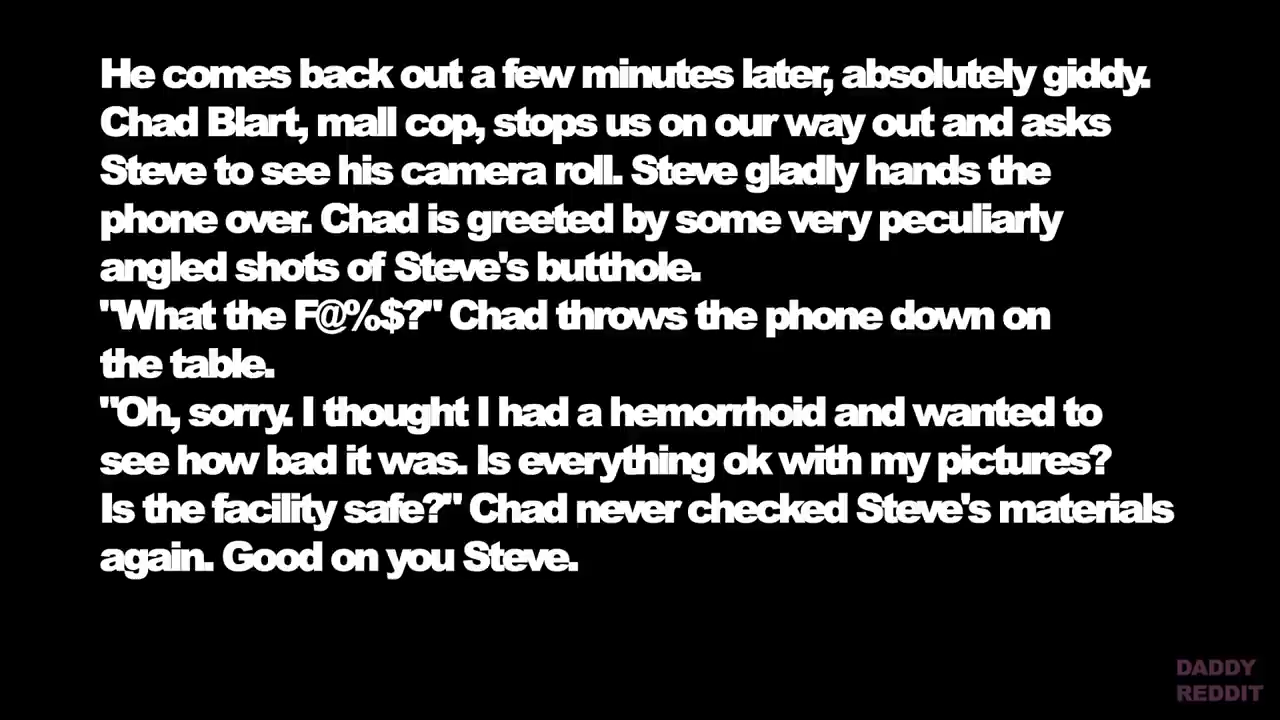 He comes back out a few minutes later, absolutely giddy.
Chad Blart, mall cop, stops us on our way out and asks
Steve to see his camera roll. Steve gladly hands the
phone over. Chad is greeted by some very peculiarly
angled shots of Steve's butthole.
"What the F@%$?" Chad throws the phone down on
the table.
"Oh, sorry. I thought I had a hemorrhoid and wanted to
see how bad it was. Is everything ok with my pictures?
Is the facility safe?" Chad never checked Steve's materials
again. Good on you Steve.
DADDY
REDDIT